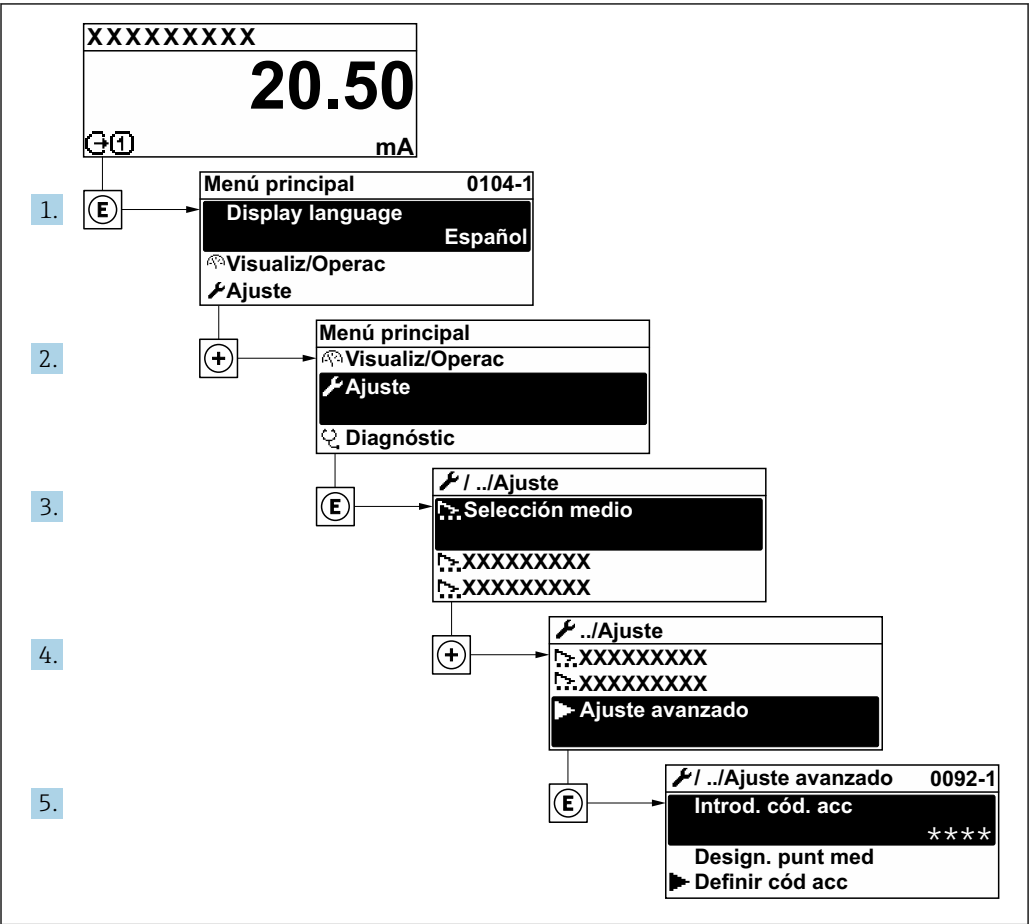 XXXXXXXXX
20.50
1 mA
1. E
Menú principal 0104-1
Display language
Español
Visualiz/Operac
Ajuste
2. +
Menú principal
Visualiz/Operac
Ajuste
Diagnóstic
3. E
/ ../Ajuste
Selección medio
XXXXXXXXX
XXXXXXXXX
4. +
../Ajuste
XXXXXXXXX
XXXXXXXXX
Ajuste avanzado
5. E
/ ../Ajuste avanzado 0092-1
Introd. cód. acc
****
Design. punt med
Definir cód acc